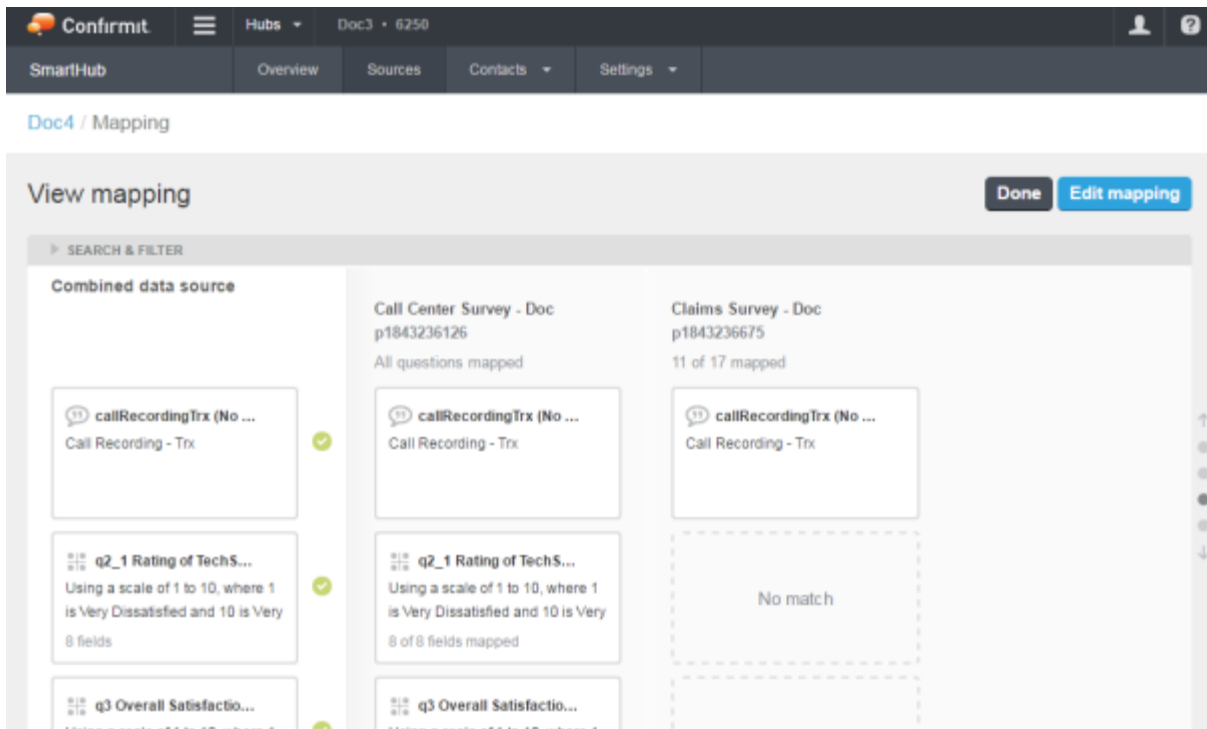 Confirmit.
Hubs
Doc3 • 6250
SmartHub
Overview
Sources
Contacts
Settings
Doc4 / Mapping
View mapping
Done
Edit mapping
SEARCH & FILTER
Combined data source
Call Center Survey - Doc
p1843236126
All questions mapped
Claims Survey - Doc
p1843236675
11 of 17 mapped
callRecordingTrx (No ...
Call Recording - Trx
callRecordingTrx (No ...
Call Recording - Trx
callRecordingTrx (No ...
Call Recording - Trx
q2_1 Rating of TechS...
Using a scale of 1 to 10, where 1
is Very Dissatisfied and 10 is Very
8 fields
q2_1 Rating of TechS...
Using a scale of 1 to 10, where 1
is Very Dissatisfied and 10 is Very
8 of 8 fields mapped
No match
q3 Overall Satisfactio...
q3 Overall Satisfactio...